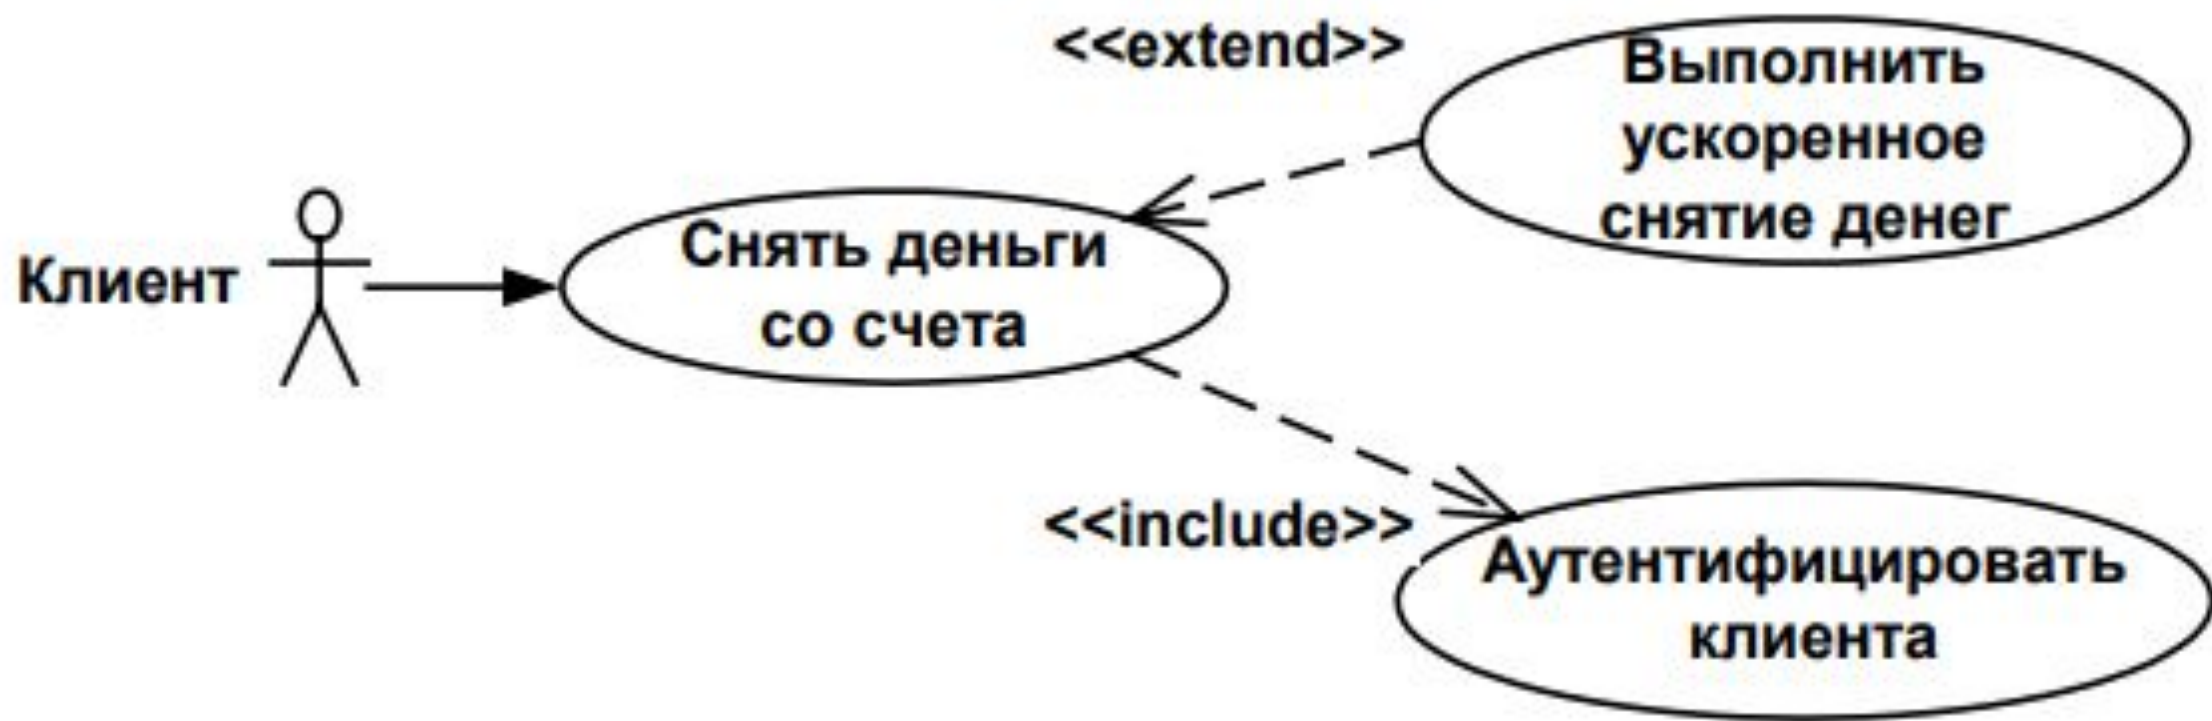 <<extend>>
Выполнить
ускоренное
снятие денег
Клиент
Снять деньги
со счета
<<include>>
Аутентифицировать
клиента